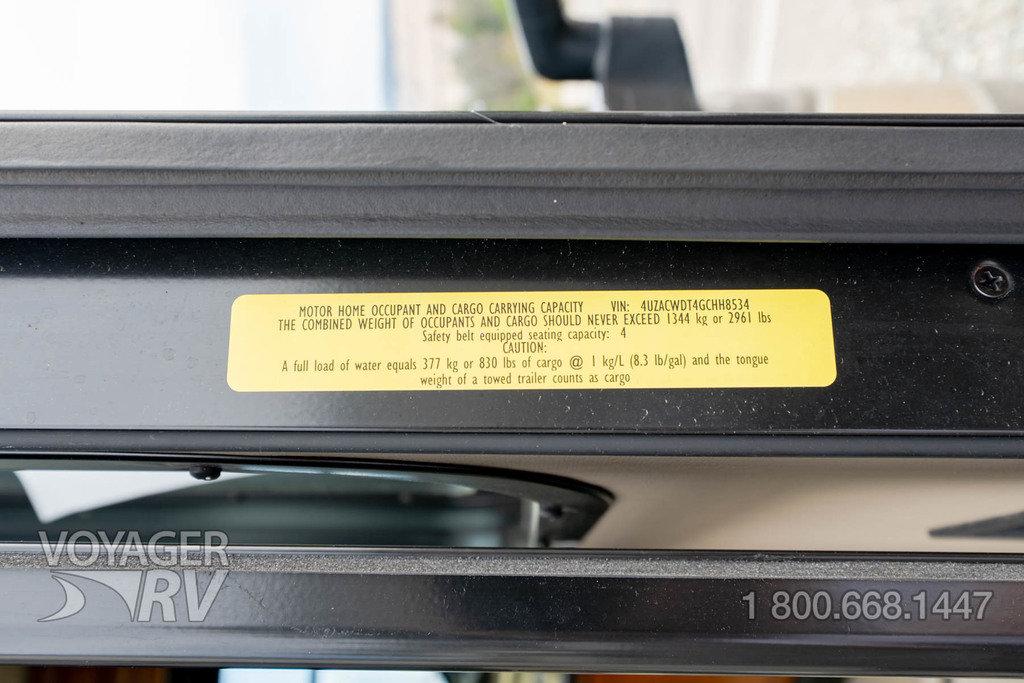 MOTOR HOME OCCUPANT AND CARGO CARRYING CAPACITY VIN: 4UZACWDT4GCHH8534
THE COMBINED WEIGHT OF OCCUPANTS AND CARGO SHOULD NEVER EXCEED 1344 kg or 2961 lbs
Safety belt equipped seating capacity: 4
CAUTION:
A full load of water equals 377 kg or 830 lbs of cargo @ 1 kg/L (8.3 lb/gal) and the tongue
weight of a towed trailer counts as cargo
VOYAGER
RV
1 800.668.1447